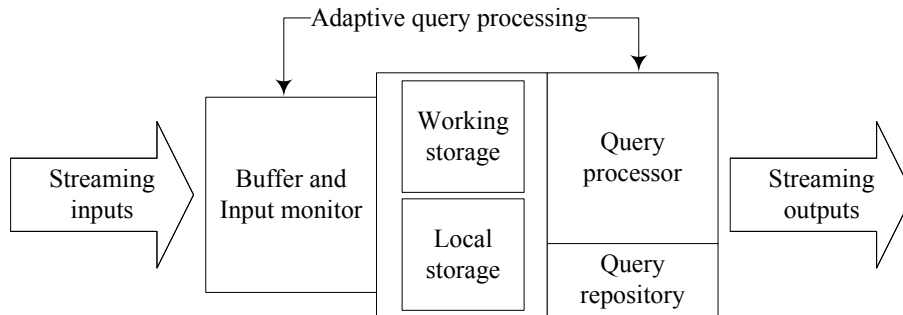 Adaptive query processing
Streaming
inputs
Buffer and
Input monitor
Working
storage
Local
storage
Query
processor
Query
repository
Streaming
outputs